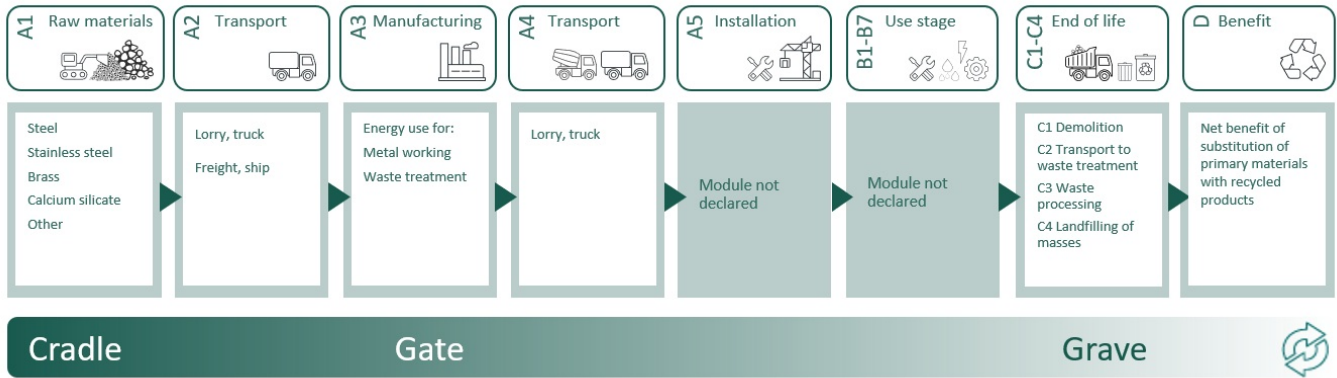 A1 Raw materials
A2 Transport
A3 Manufacturing
A4 Transport
A5 Installation
B1-B7 Use stage
C1-C4 End of life
D Benefit
Steel
Stainless steel
Brass
Calcium silicate
Other
Lorry, truck
Freight, ship
Energy use for:
Metal working
Waste treatment
Lorry, truck
Module not
declared
Module not
declared
C1 Demolition
C2 Transport to
waste treatment
C3 Waste
processing
C4 Landfilling of
masses
Net benefit of
substitution of
primary materials
with recycled
products
Cradle
Gate
Grave